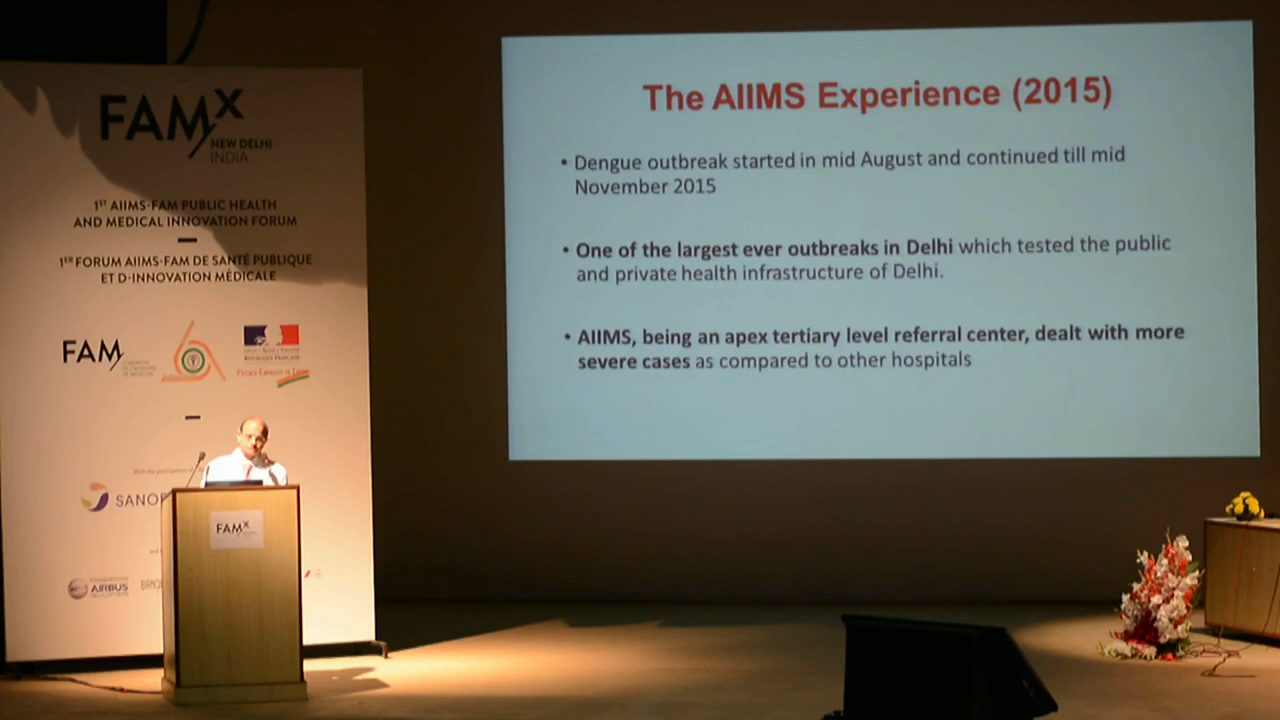 FAMx
NEW DELHI
INDIA
1ST AIIMS-FAM PUBLIC HEALTH
AND MEDICAL INNOVATION FORUM
1ER FORUM AIIMS-FAM DE SANTÉ PUBLIQUE
ET D-INNOVATION MÉDICALE
FAM
RÉPUBLIQUE FRANÇAISE
SANOF
AIRBUS
HELICOPTERS
FAMx
The AIIMS Experience (2015)
• Dengue outbreak started in mid August and continued till mid
November 2015
• One of the largest ever outbreaks in Delhi which tested the public
and private health infrastructure of Delhi.
• AIIMS, being an apex tertiary level referral center, dealt with more
severe cases as compared to other hospitals